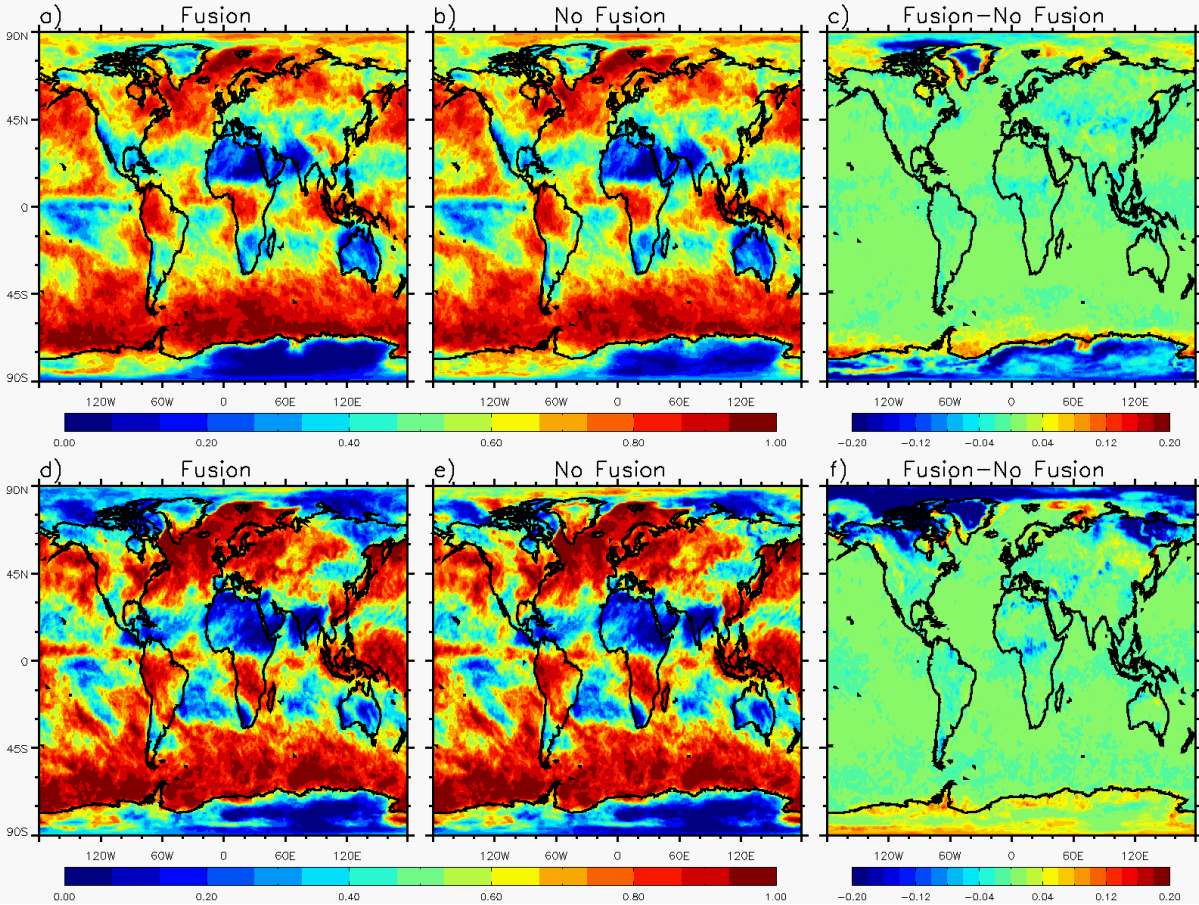 a) Fusion b) No Fusion c) Fusion−No Fusion
90N
45N
0
45S
90S
120W 60W 0 60E 120E 120W 60W 0 60E 120E 120W 60W 0 60E 120E
0.00 0.20 0.40 0.60 0.80 1.00 −0.20 −0.12 −0.04 0.04 0.12 0.20
d) Fusion e) No Fusion f) Fusion−No Fusion
90N
45N
0
45S
90S
120W 60W 0 60E 120E 120W 60W 0 60E 120E 120W 60W 0 60E 120E
0.00 0.20 0.40 0.60 0.80 1.00 −0.20 −0.12 −0.04 0.04 0.12 0.20